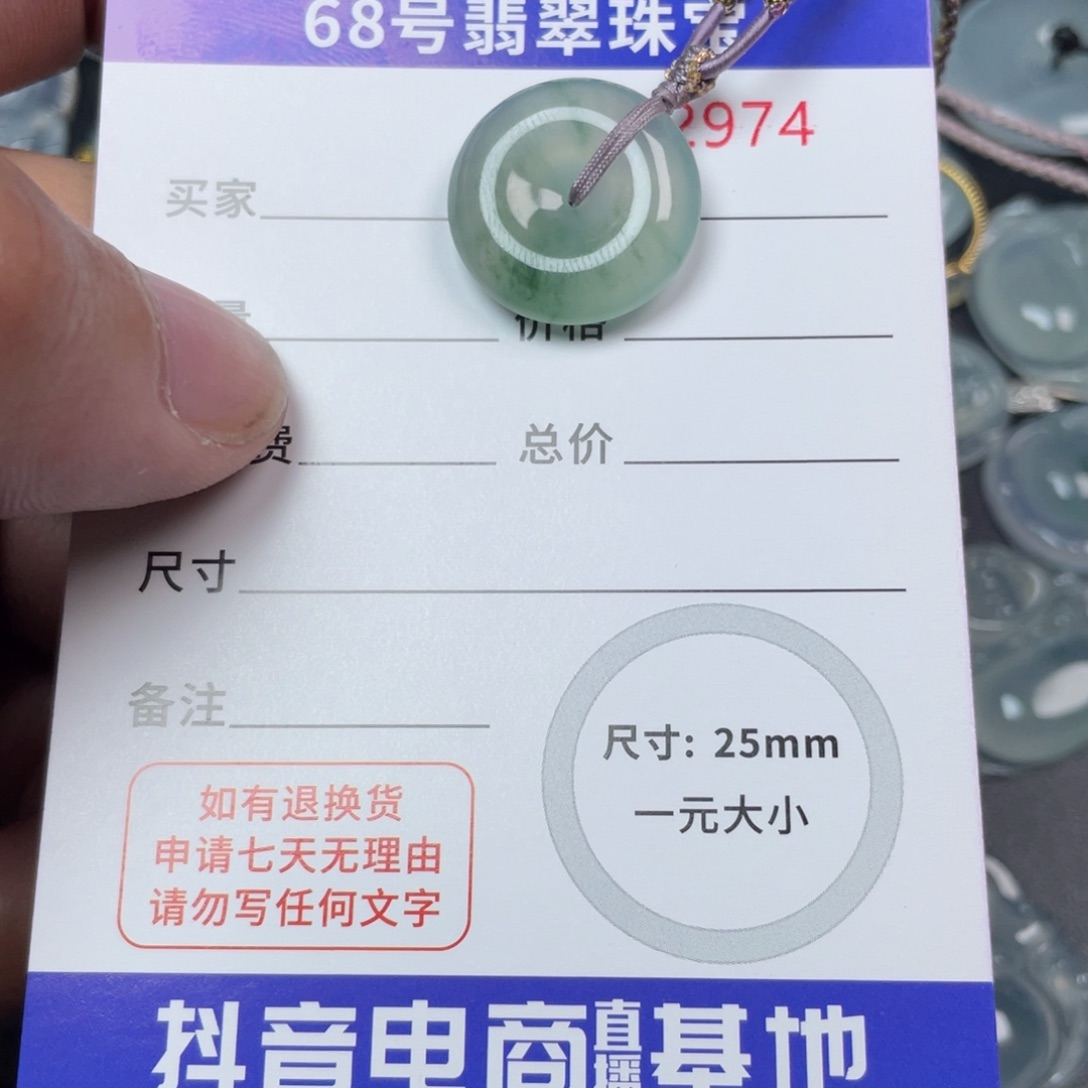 68号翡翠珠宝
2974
买家
价格
费
总价
尺寸
备注
尺寸: 25mm
一元大小
如有退换货
申请七天无理由
请勿写任何文字
抖音电商直播基地